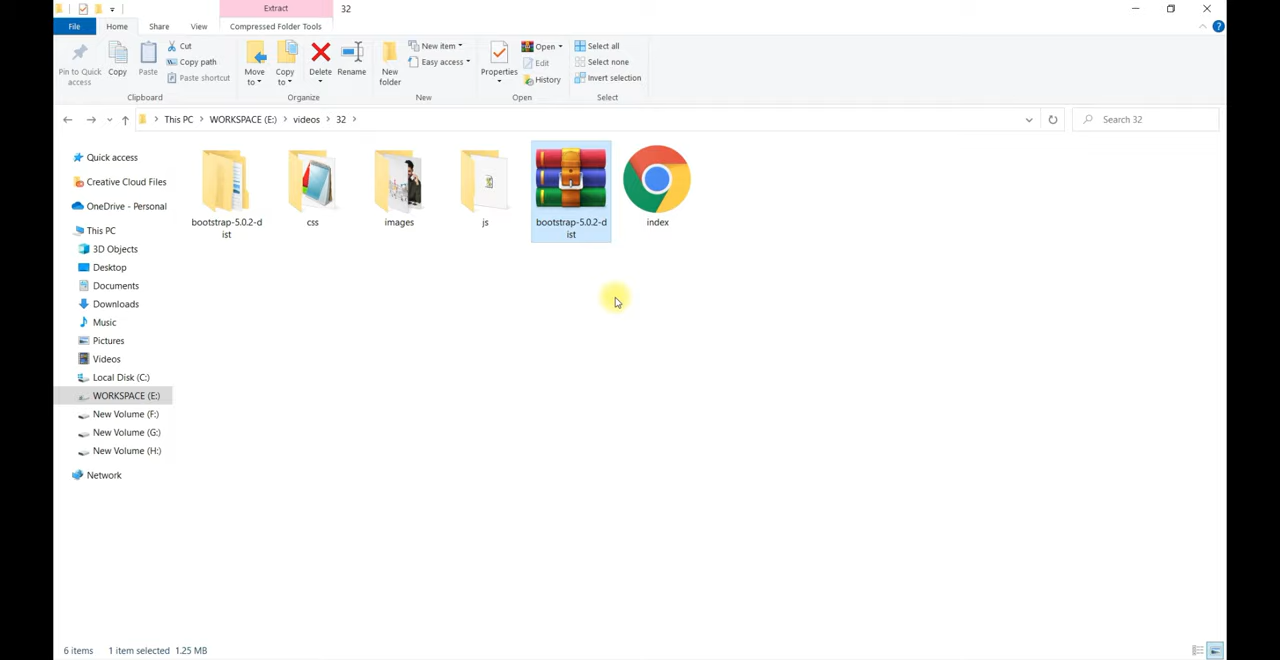 Extract 32
File Home Share View Compressed Folder Tools
Pin to Quick access
Copy
Paste
Cut
Copy path
Paste shortcut
Clipboard
Move to
Copy to
Delete
Rename
Organize
New folder
New item
Easy access
New
Properties
Open
Edit
History
Open
Select all
Select none
Invert selection
Select
This PC > WORKSPACE (E:) > videos > 32 >
Search 32
Quick access
Creative Cloud Files
OneDrive - Personal
This PC
3D Objects
Desktop
Documents
Downloads
Music
Pictures
Videos
Local Disk (C:)
WORKSPACE (E:)
New Volume (F:)
New Volume (G:)
New Volume (H:)
Network
bootstrap-5.0.2-d
ist
css
images
js
bootstrap-5.0.2-d
ist
index
6 items 1 item selected 1.25 MB